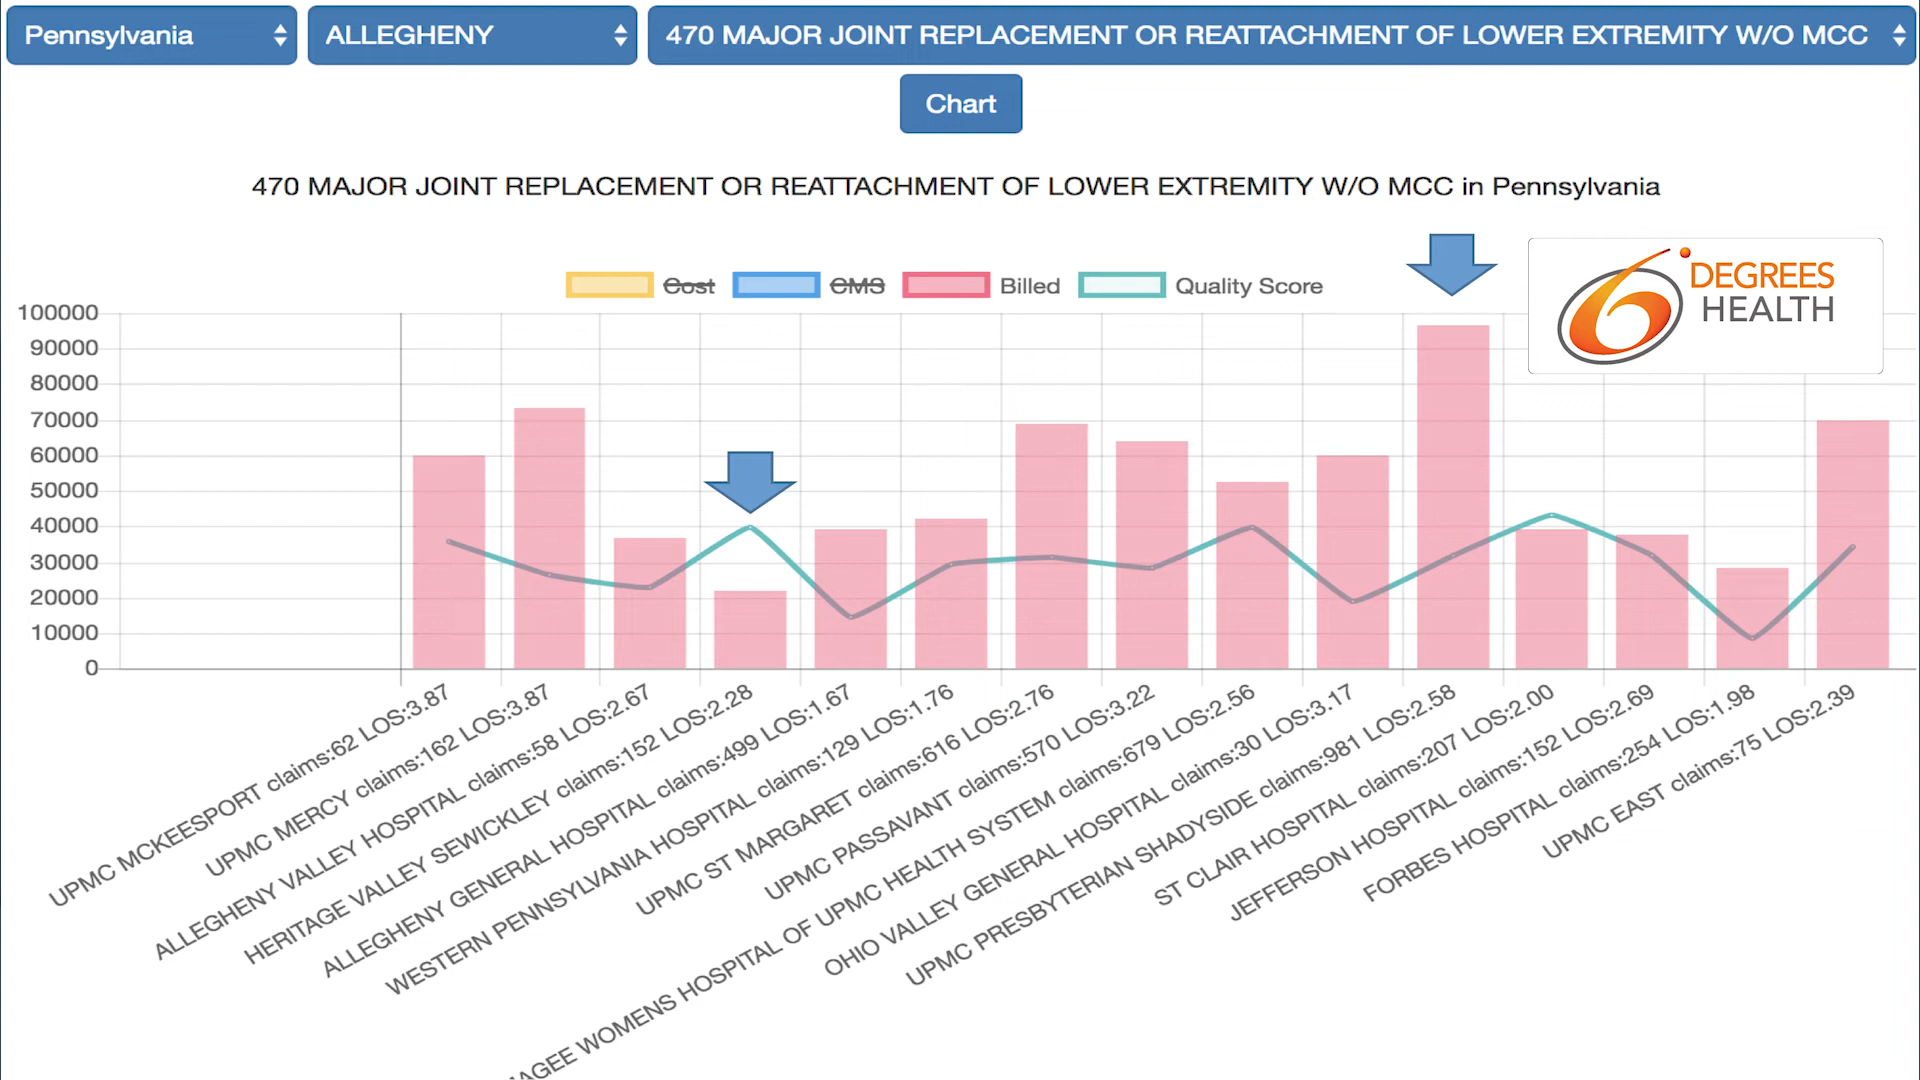 Pennsylvania
ALLEGHENY
470 MAJOR JOINT REPLACEMENT OR REATTACHMENT OF LOWER EXTREMITY W/O MCC
Chart
470 MAJOR JOINT REPLACEMENT OR REATTACHMENT OF LOWER EXTREMITY W/O MCC in Pennsylvania
Cost
CMS
Billed
Quality Score
6 DEGREES
HEALTH
100000
90000
80000
70000
60000
50000
40000
30000
20000
10000
0
UPMC MCKEESPORT claims:62 LOS:3.87
UPMC MERCY claims:162 LOS:3.87
ALLEGHENY VALLEY HOSPITAL claims:58 LOS:2.67
HERITAGE VALLEY SEWICKLEY claims:152 LOS:2.28
ALLEGHENY GENERAL HOSPITAL claims:499 LOS:1.67
WESTERN PENNSYLVANIA HOSPITAL claims:129 LOS:1.76
UPMC ST MARGARET claims:616 LOS:2.76
UPMC PASSAVANT claims:570 LOS:3.22
AGEE WOMENS HOSPITAL OF UPMC HEALTH SYSTEM claims:679 LOS:2.56
OHIO VALLEY GENERAL HOSPITAL claims:30 LOS:3.17
UPMC PRESBYTERIAN SHADYSIDE claims:981 LOS:2.58
ST CLAIR HOSPITAL claims:207 LOS:2.00
JEFFERSON HOSPITAL claims:152 LOS:2.69
FORBES HOSPITAL claims:254 LOS:1.98
UPMC EAST claims:75 LOS:2.39